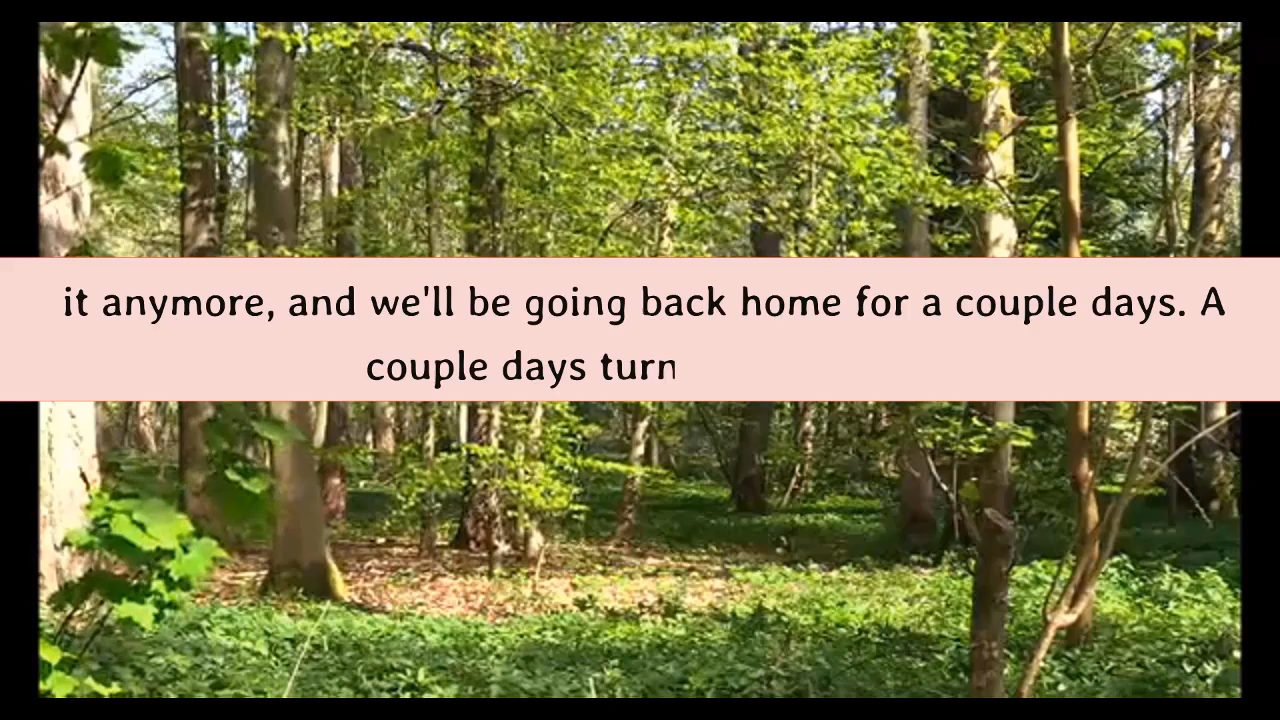 it anymore, and we'll be going back home for a couple days. A
couple days turn